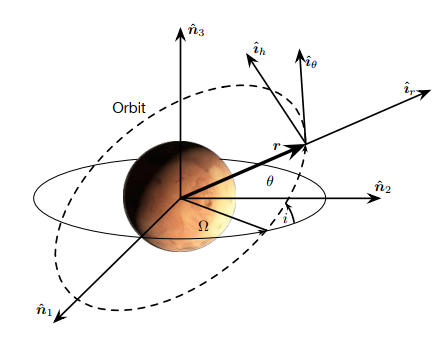 n̂₃
î_h
î_θ
î_r
Orbit
r
θ
n̂₂
Ω
i
n̂₁